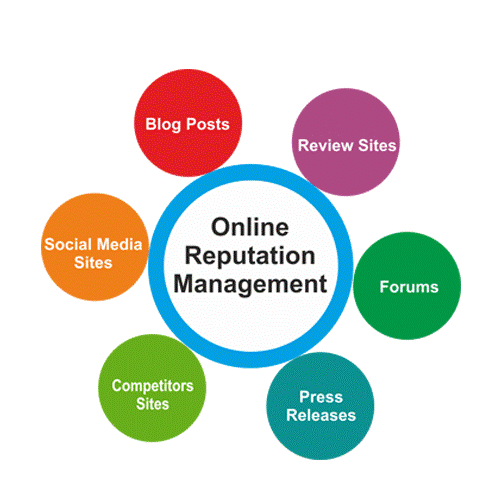 Blog Posts
Review Sites
Online
Reputation
Management
Social Media
Sites
Forums
Competitors
Sites
Press
Releases